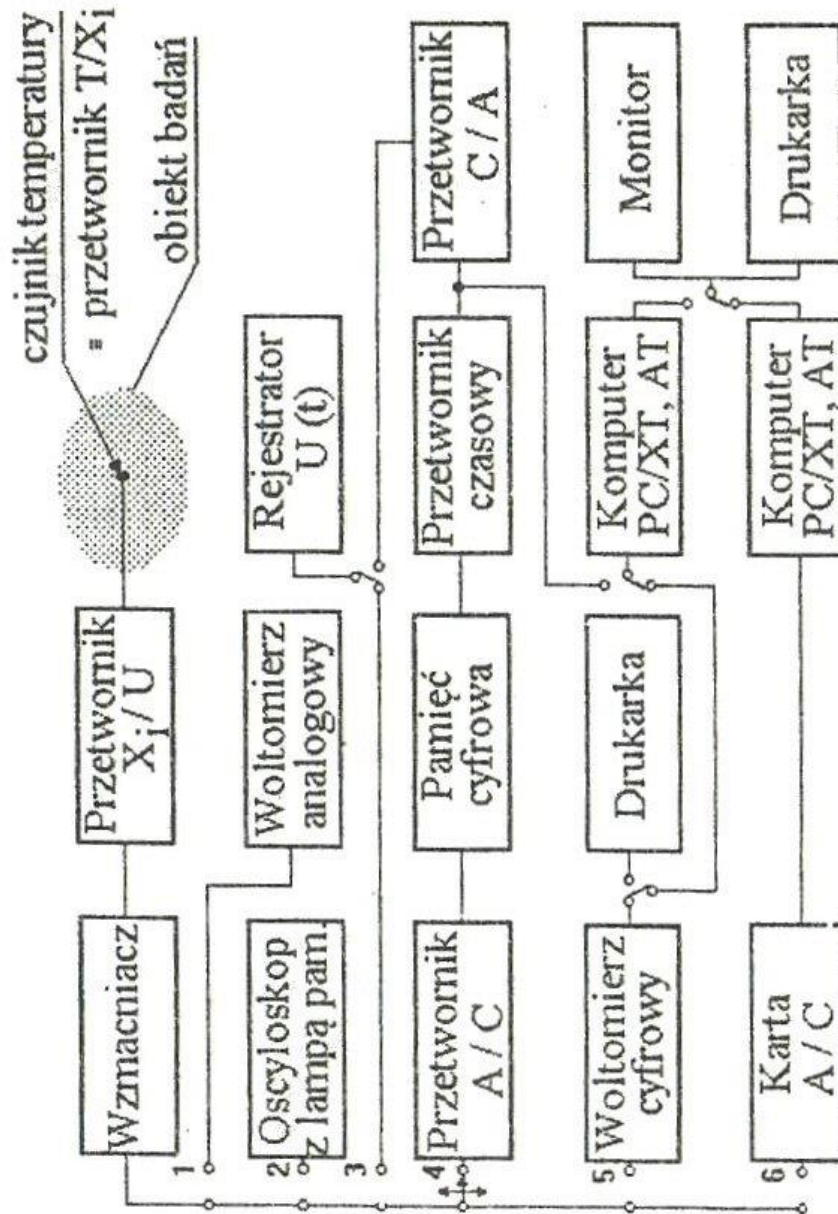 czujnik temperatury
≡ przetwornik T/Xi
obiekt badań
Wzmacniacz
Przetwornik
Xi / U
1
Woltomierz
analogowy
Rejestrator
U (t)
2
Oscyloskop
z lampą pam.
3
4
Przetwornik
A / C
Pamięć
cyfrowa
Przetwornik
czasowy
Przetwornik
C / A
5
Woltomierz
cyfrowy
Drukarka
Komputer
PC/XT, AT
Monitor
6
Karta
A / C
Komputer
PC/XT, AT
Drukarka